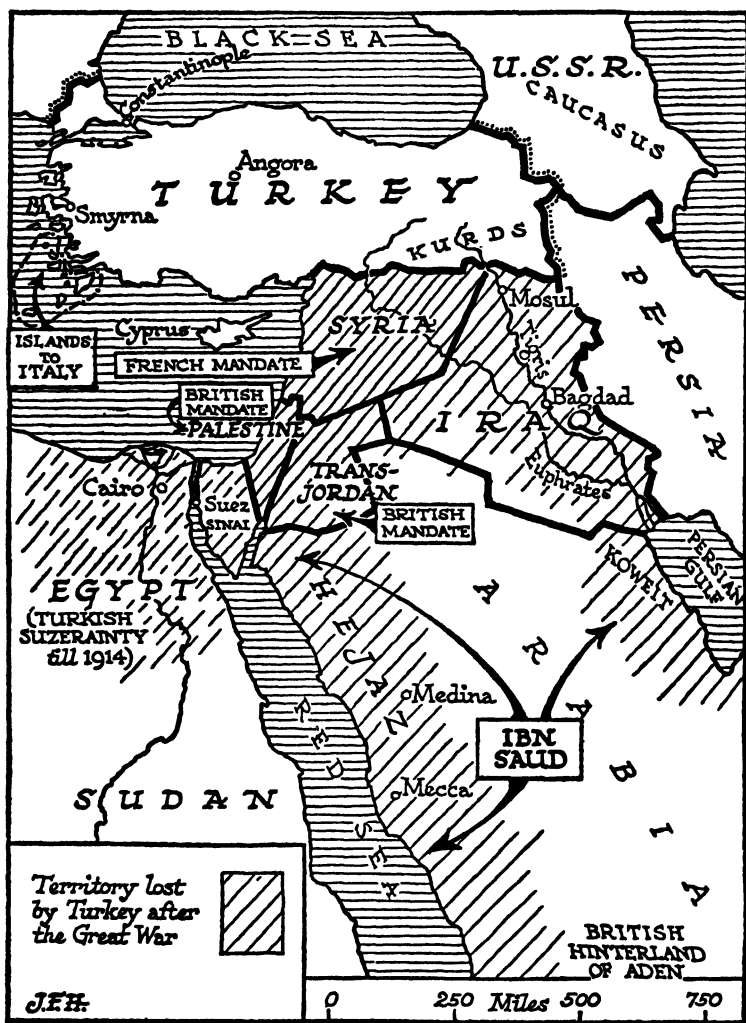 BLACK SEA
Constantinople
U.S.S.R.
CAUCASUS
Angora
TURKEY
Smyrna
KURDS
PERSIA
Mosul
ISLANDS
TO
ITALY
Cyprus
SYRIA
Tigris
FRENCH MANDATE
BRITISH
MANDATE
PALESTINE
IRAQ
Bagdad
Euphrates
Cairo
Suez
SINAI
TRANS-
JORDAN
BRITISH
MANDATE
PERSIAN
GULF
KOWEIT
EGYPT
(TURKISH
SUZERAINTY
till 1914)
HEJAZ
ARABIA
Medina
RED SEA
IBN
SAUD
Mecca
SUDAN
Territory lost
by Turkey after
the Great War
BRITISH
HINTERLAND
OF ADEN
J.F.H.
0 250 Miles 500 750